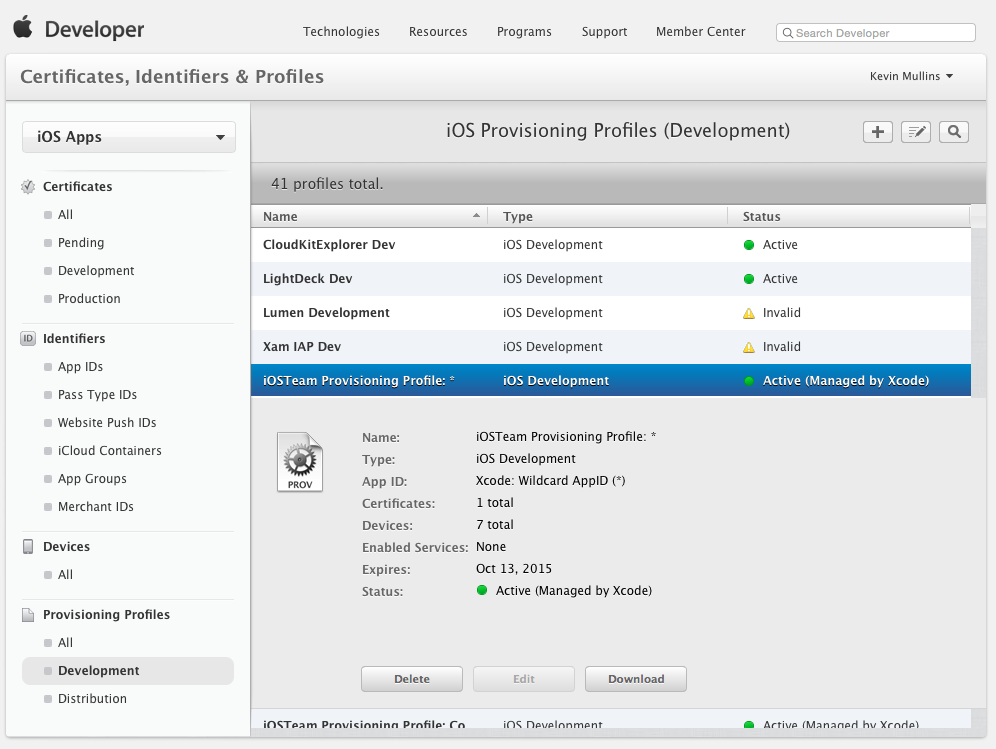 Developer
Technologies Resources Programs Support Member Center Search Developer
Certificates, Identifiers & Profiles Kevin Mullins
iOS Apps
iOS Provisioning Profiles (Development)
41 profiles total.
Certificates
All
Pending
Development
Production
ID Identifiers
App IDs
Pass Type IDs
Website Push IDs
iCloud Containers
App Groups
Merchant IDs
Devices
All
Provisioning Profiles
All
Development
Distribution
Name Type Status
CloudKitExplorer Dev iOS Development Active
LightDeck Dev iOS Development Active
Lumen Development iOS Development Invalid
Xam IAP Dev iOS Development Invalid
iOSTeam Provisioning Profile: * iOS Development Active (Managed by Xcode)
PROV
Name: iOSTeam Provisioning Profile: *
Type: iOS Development
App ID: Xcode: Wildcard AppID (*)
Certificates: 1 total
Devices: 7 total
Enabled Services: None
Expires: Oct 13, 2015
Status: Active (Managed by Xcode)
Delete Edit Download
iOSTeam Provisioning Profile: Co iOS Development Active (Managed by Xcode)